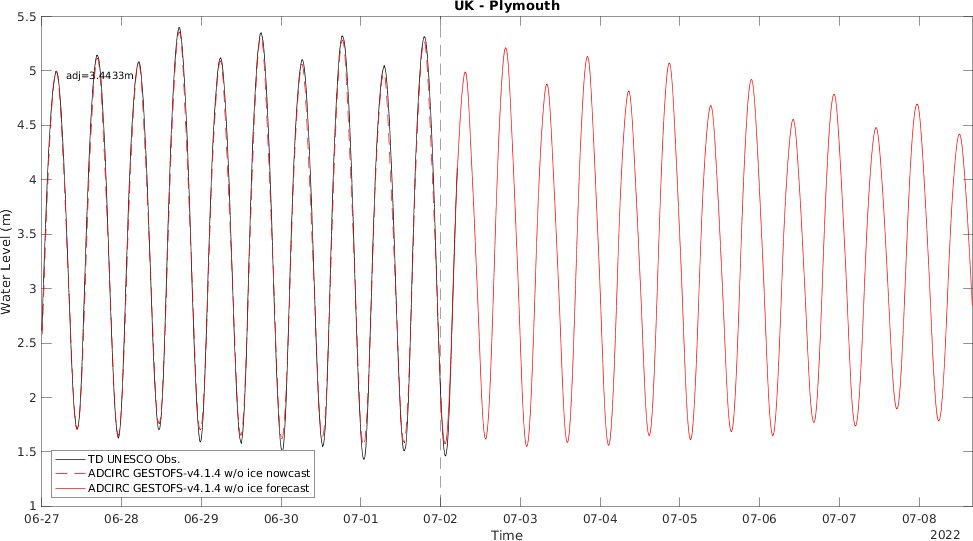 UK - Plymouth
5.5
5
4.5
4
3.5
3
2.5
2
1.5
1
Water Level (m)
adj=3.4433m
TD UNESCO Obs.
ADCIRC GESTOFS-v4.1.4 w/o ice nowcast
ADCIRC GESTOFS-v4.1.4 w/o ice forecast
06-27 06-28 06-29 06-30 07-01 07-02 07-03 07-04 07-05 07-06 07-07 07-08
Time
2022